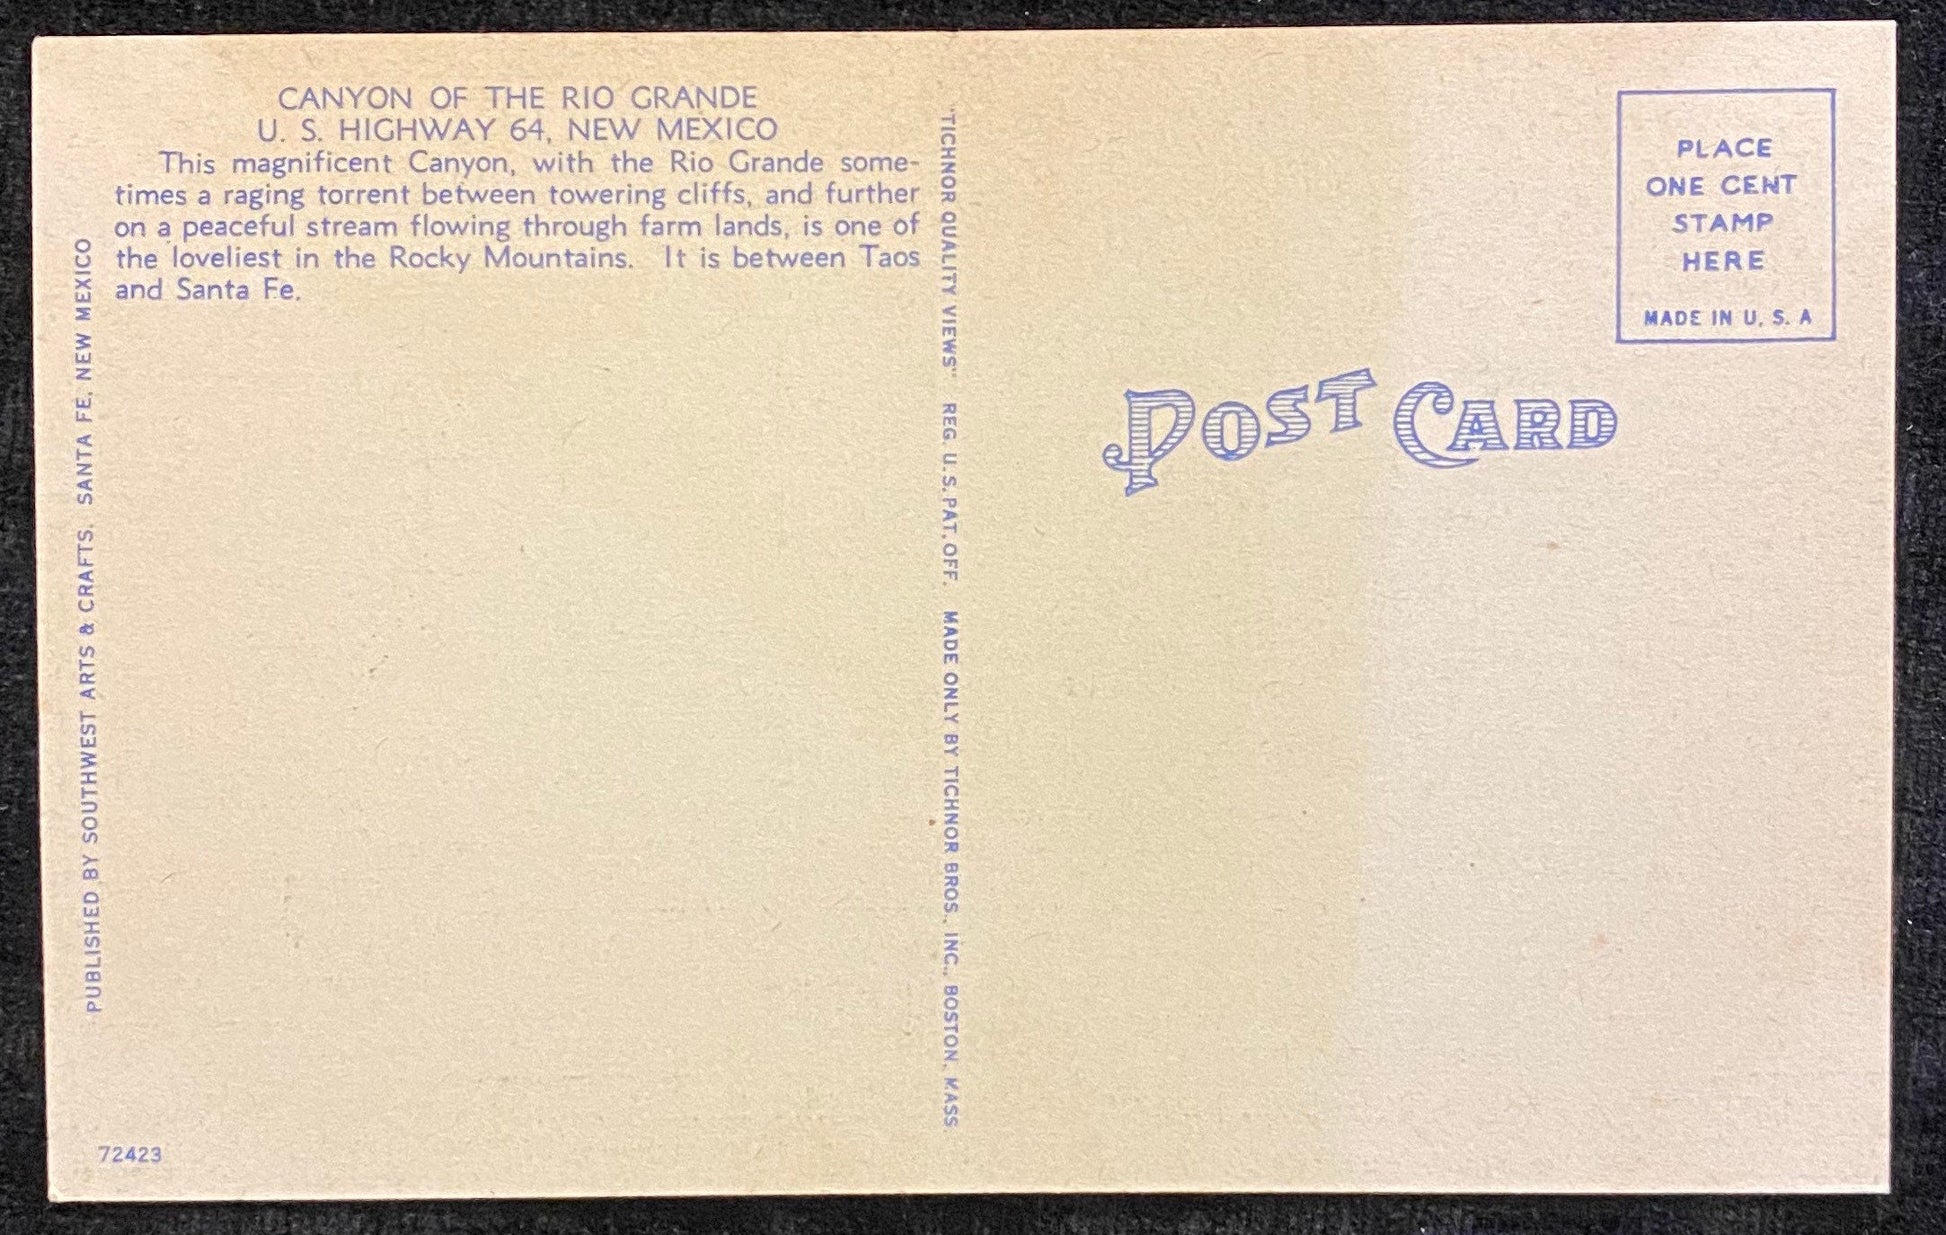 CANYON OF THE RIO GRANDE
U. S. HIGHWAY 64, NEW MEXICO
This magnificent Canyon, with the Rio Grande some-
times a raging torrent between towering cliffs, and further
on a peaceful stream flowing through farm lands, is one of
the loveliest in the Rocky Mountains. It is between Taos
and Santa Fe.
PUBLISHED BY SOUTHWEST ARTS & CRAFTS. SANTA FE, NEW MEXICO
72423
"TICHNOR QUALITY VIEWS" REG. U. S. PAT. OFF. MADE ONLY BY TICHNOR BROS., INC., BOSTON, MASS.
POST CARD
PLACE
ONE CENT
STAMP
HERE
MADE IN U. S. A